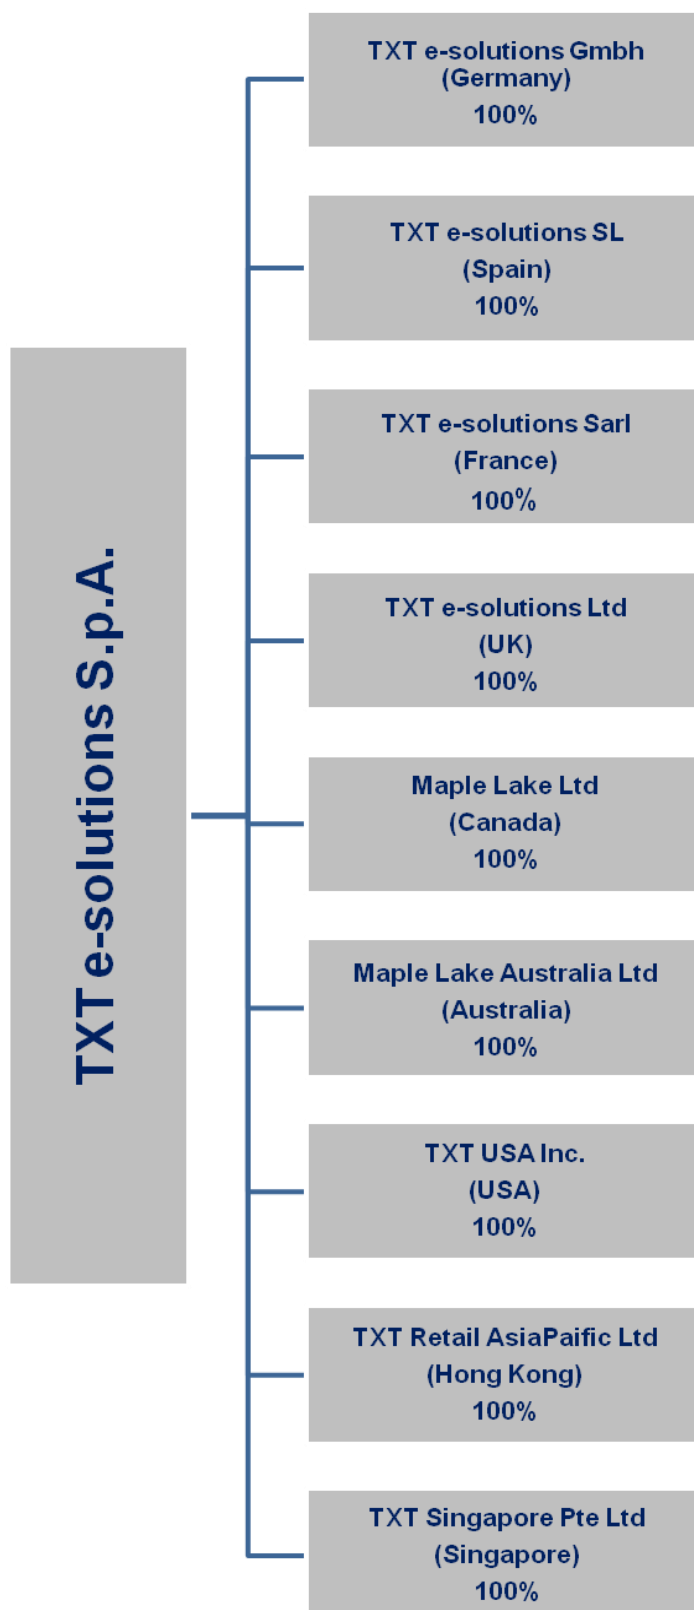 TXT e-solutions S.p.A.
TXT e-solutions Gmbh
(Germany)
100%
TXT e-solutions SL
(Spain)
100%
TXT e-solutions Sarl
(France)
100%
TXT e-solutions Ltd
(UK)
100%
Maple Lake Ltd
(Canada)
100%
Maple Lake Australia Ltd
(Australia)
100%
TXT USA Inc.
(USA)
100%
TXT Retail AsiaPaific Ltd
(Hong Kong)
100%
TXT Singapore Pte Ltd
(Singapore)
100%